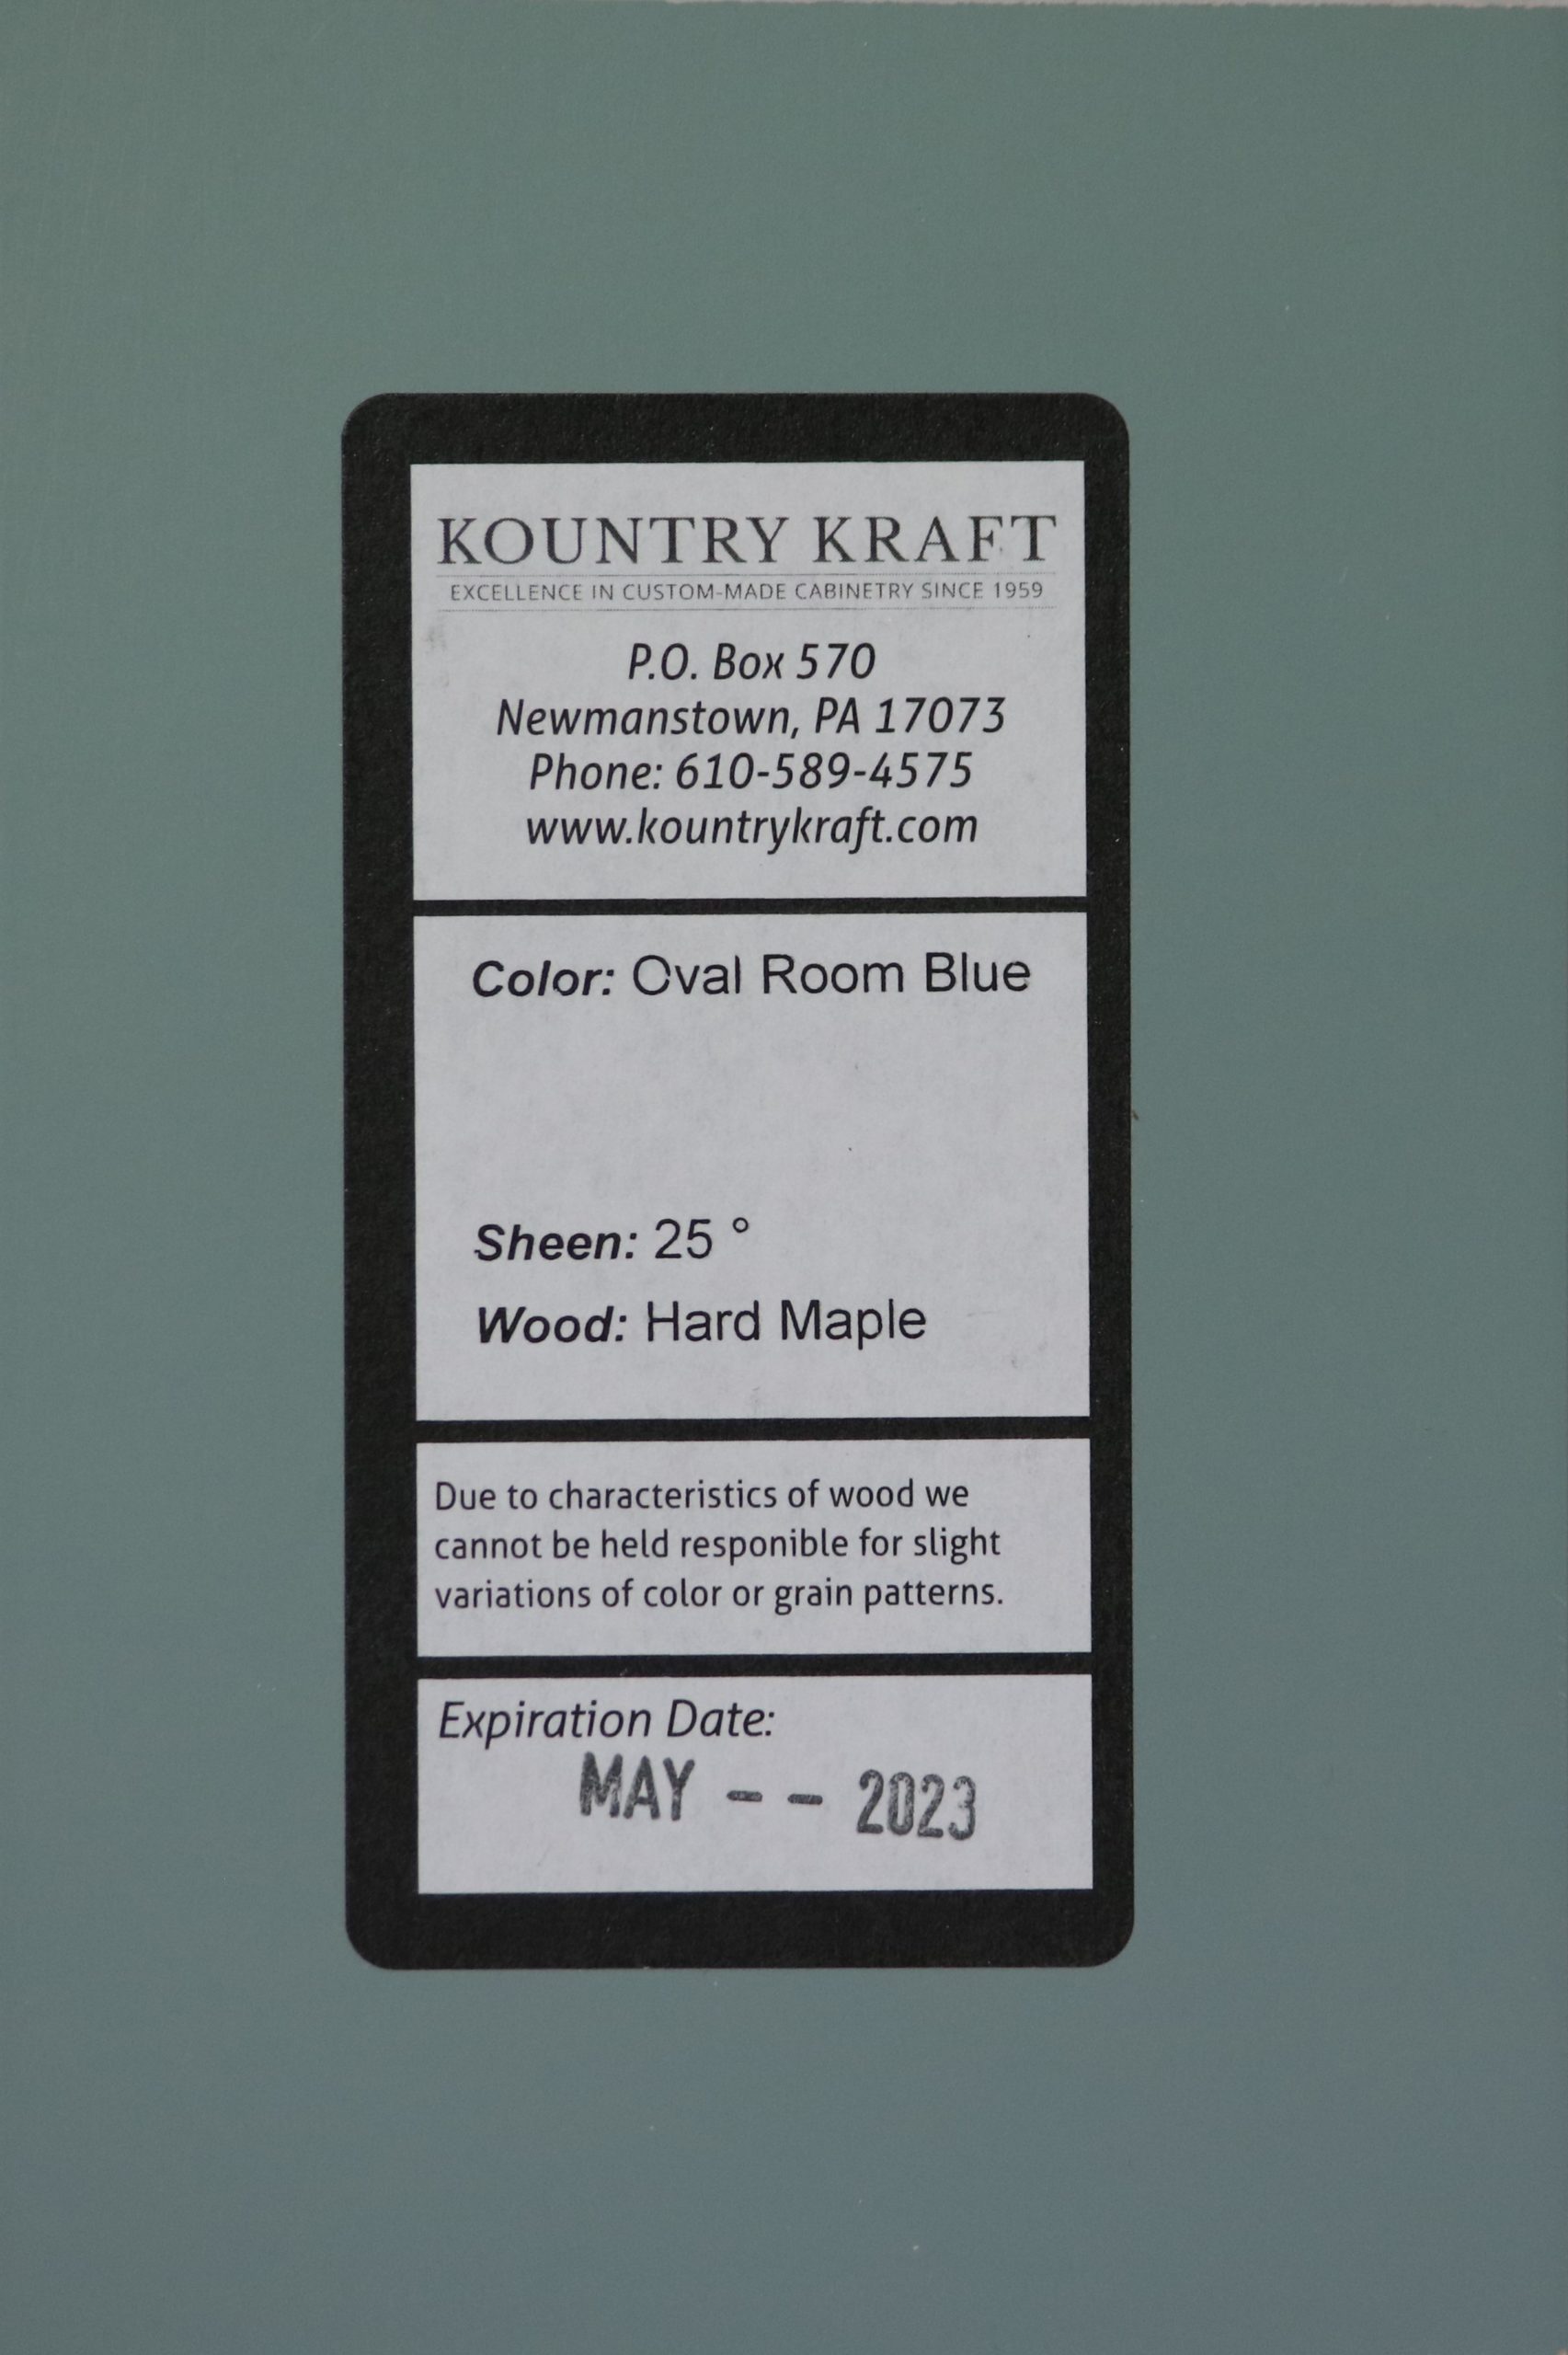 KOUNTRY KRAFT
EXCELLENCE IN CUSTOM-MADE CABINETRY SINCE 1959
P.O. Box 570
Newmanstown, PA 17073
Phone: 610-589-4575
www.kountrykraft.com
Color: Oval Room Blue
Sheen: 25 °
Wood: Hard Maple
Due to characteristics of wood we
cannot be held responible for slight
variations of color or grain patterns.
Expiration Date:
MAY - - 2023